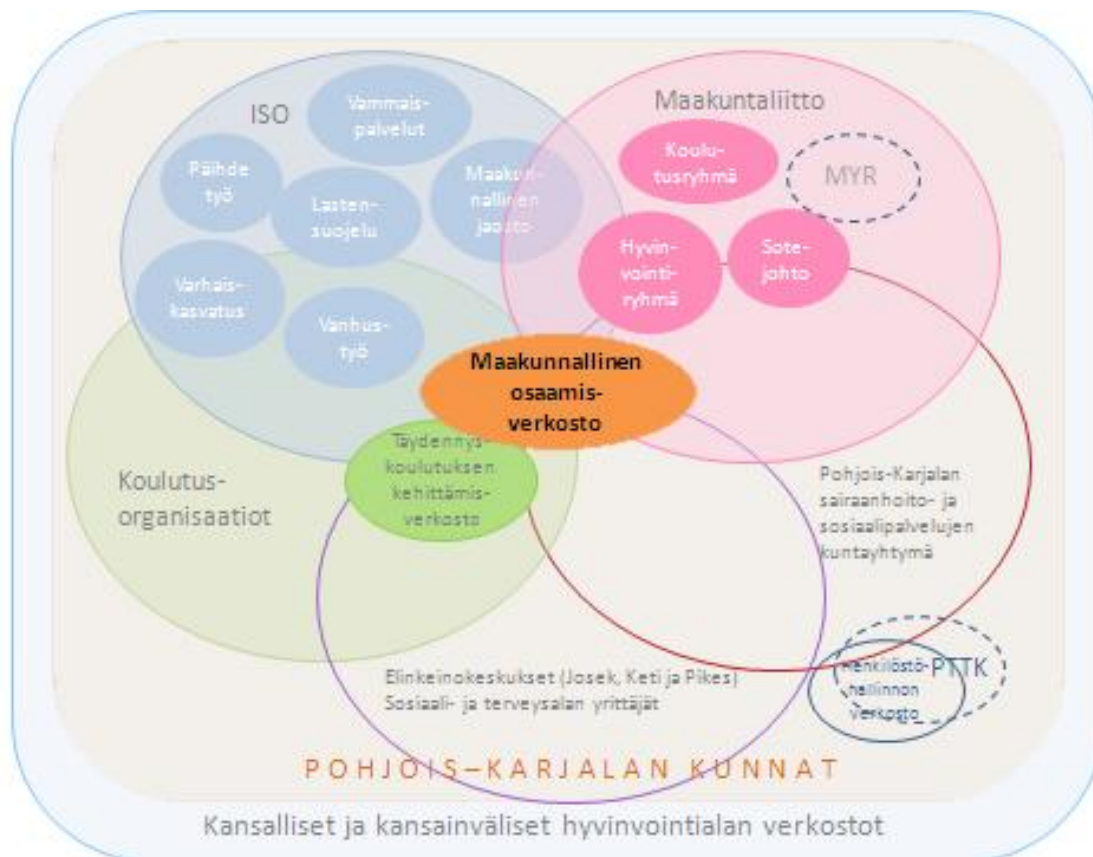 ISO
Vammais-
palvelut
Päihde
työ
Lasten-
suojelu
Maakun-
nallinen
jaosto
Varhais-
kasvatus
Vanhus-
työ
Maakuntaliitto
Koulu-
tusryhmä
MYR
Hyvin-
vointi-
ryhmä
Sote-
johto
Maakunnallinen
osaamis-
verkosto
Täydennys-
koulutuksen
kehittämis-
verkosto
Koulutus-
organisaatiot
Pohjois-Karjalan
sairaanhoito- ja
sosiaalipalvelujen
kuntayhtymä
Elinkeinokeskukset (Josek, Keti ja Pikes)
Sosiaali- ja terveysalan yrittäjät
Henkilöstö-
hallinnon
verkosto
PTTK
POHJOIS–KARJALAN KUNNAT
Kansalliset ja kansainväliset hyvinvointialan verkostot